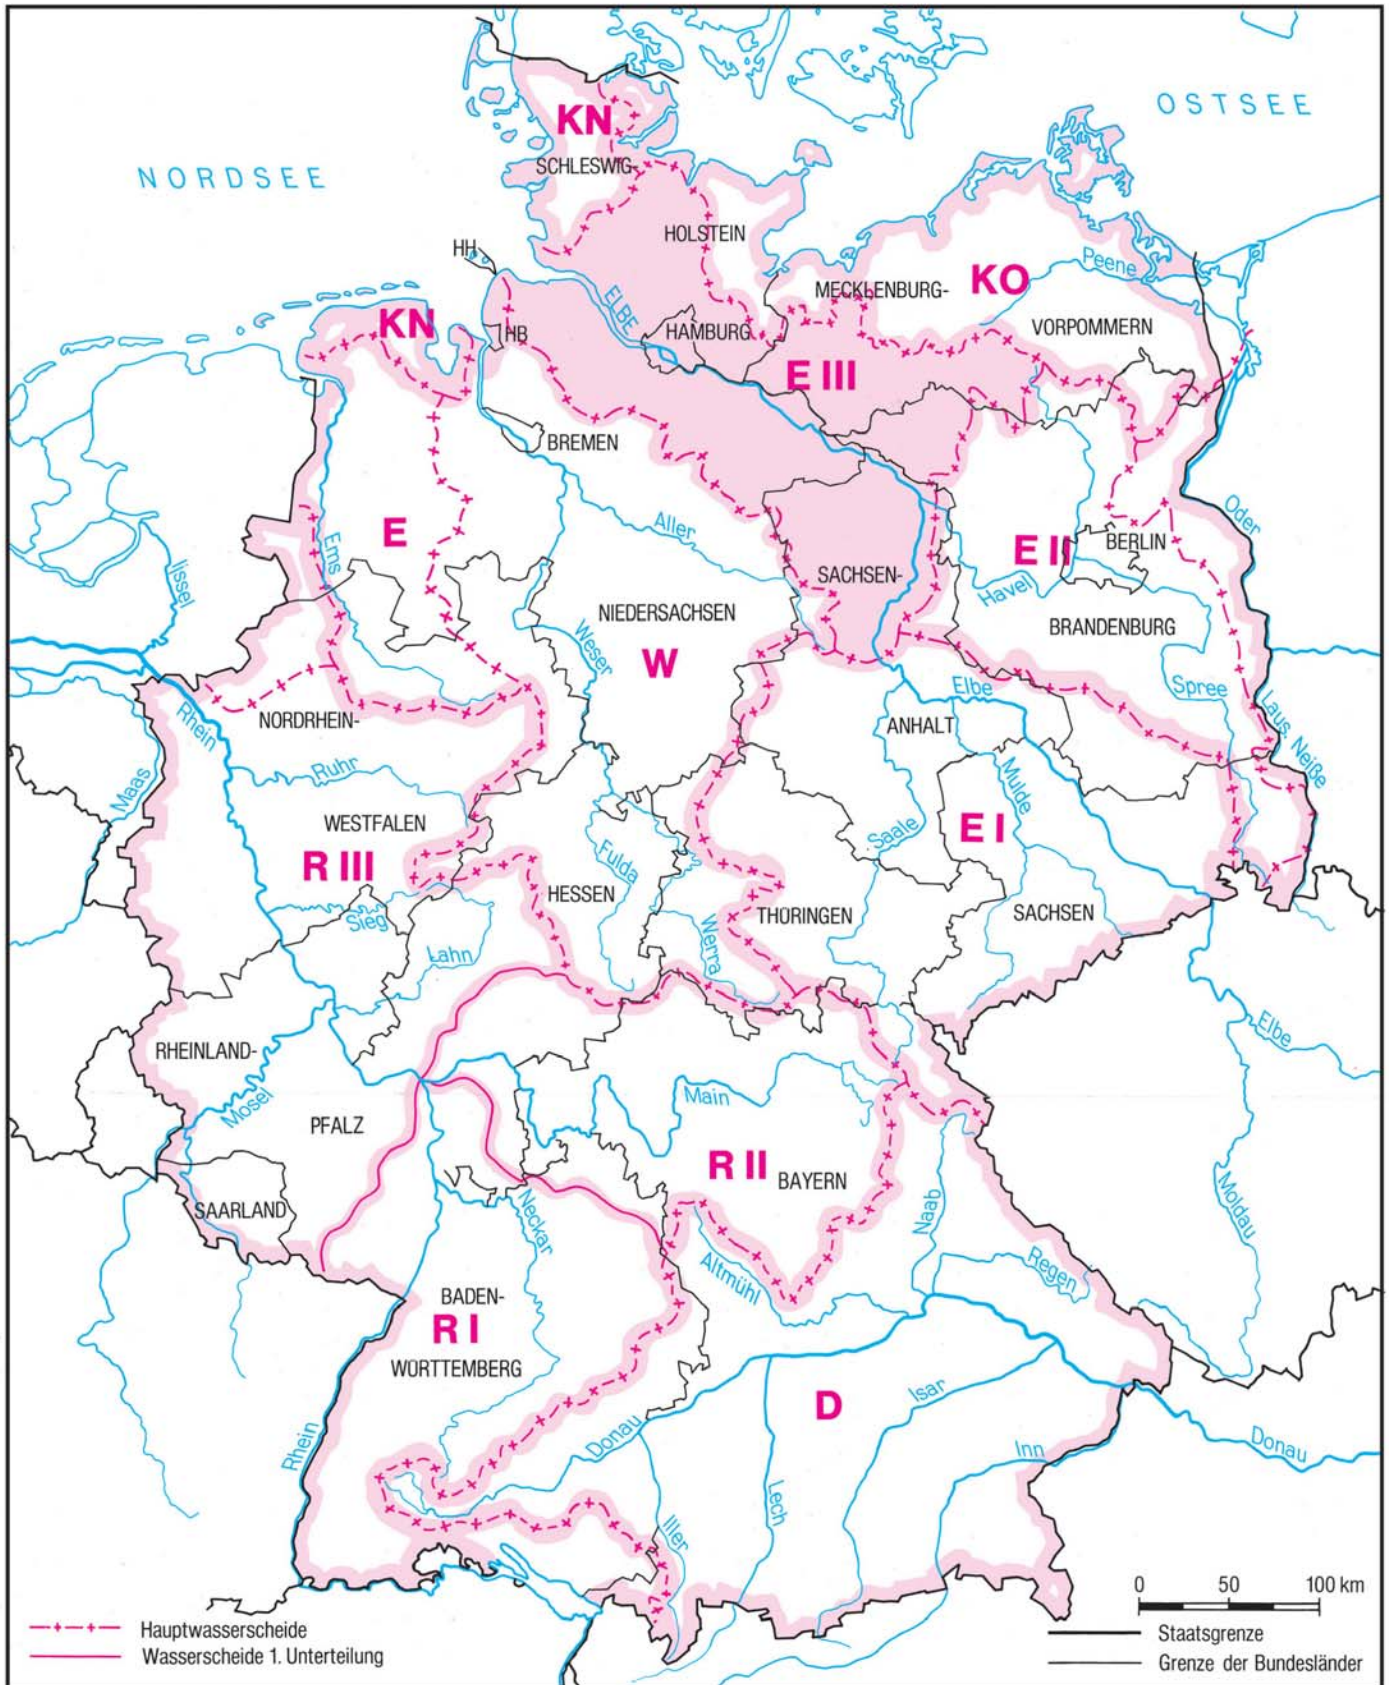 OSTSEE
KN
SCHLESWIG-
NORDSEE
HOLSTEIN
HH
Peene
KO
MECKLENBURG-
ELBE
KN
VORPOMMERN
HAMBURG
HB
E III
BREMEN
Oder
Aller
E
Ems
E II
BERLIN
Ijssel
SACHSEN-
Havel
NIEDERSACHSEN
BRANDENBURG
Weser
W
Elbe
Spree
Rhein
NORDRHEIN-
ANHALT
Laus. Neiße
Ruhr
Maas
Mulde
WESTFALEN
E I
Saale
R III
Fulda
HESSEN
THÜRINGEN
SACHSEN
Sieg
Werra
Lahn
Elbe
RHEINLAND-
Main
Mosel
PFALZ
R II
BAYERN
Moldau
SAARLAND
Neckar
Naab
Altmühl
Regen
BADEN-
R I
WÜRTTEMBERG
D
Isar
Donau
Rhein
Inn
Donau
Lech
Iller
0 50 100 km
Hauptwasserscheide
Wasserscheide 1. Unterteilung
Staatsgrenze
Grenze der Bundesländer